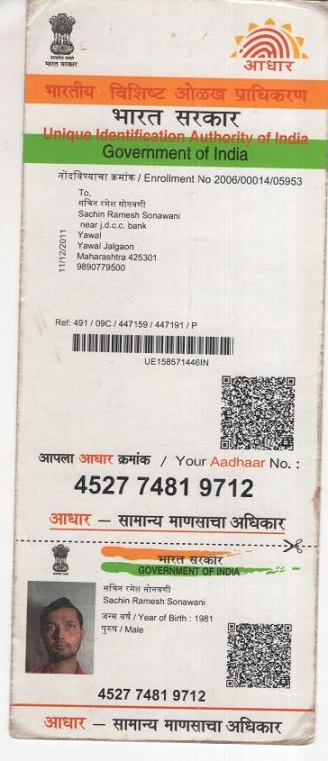 भारत सरकार
आधार
भारतीय विशिष्ट ओळख प्राधिकरण
भारत सरकार
Unique Identification Authority of India
Government of India
नोंदविण्याचा क्रमांक / Enrollment No 2006/00014/05953
To,
सचिन रमेश सोनवणी
Sachin Ramesh Sonawani
near j.d.c.c. bank
Yawal
Yawal Jalgaon
Maharashtra 425301
9890779500
11/12/2011
Ref: 491 / 09C / 447159 / 447191 / P
UE158571446IN
आपला आधार क्रमांक / Your Aadhaar No. :
4527 7481 9712
आधार — सामान्य माणसाचा अधिकार
भारत सरकार
GOVERNMENT OF INDIA
सचिन रमेश सोनवणी
Sachin Ramesh Sonawani
जन्म वर्ष / Year of Birth : 1981
पुरुष / Male
4527 7481 9712
आधार — सामान्य माणसाचा अधिकार